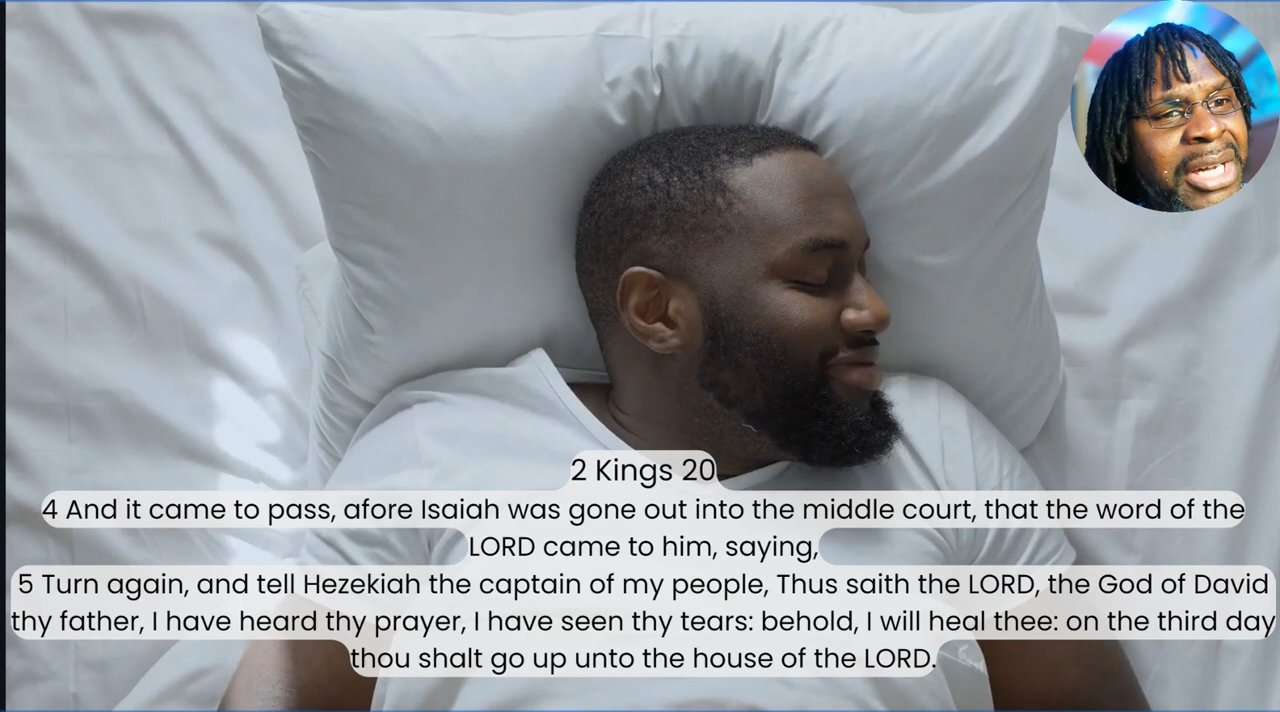 2 Kings 20
4 And it came to pass, afore Isaiah was gone out into the middle court, that the word of the
LORD came to him, saying,
5 Turn again, and tell Hezekiah the captain of my people, Thus saith the LORD, the God of David
thy father, I have heard thy prayer, I have seen thy tears: behold, I will heal thee: on the third day
thou shalt go up unto the house of the LORD.